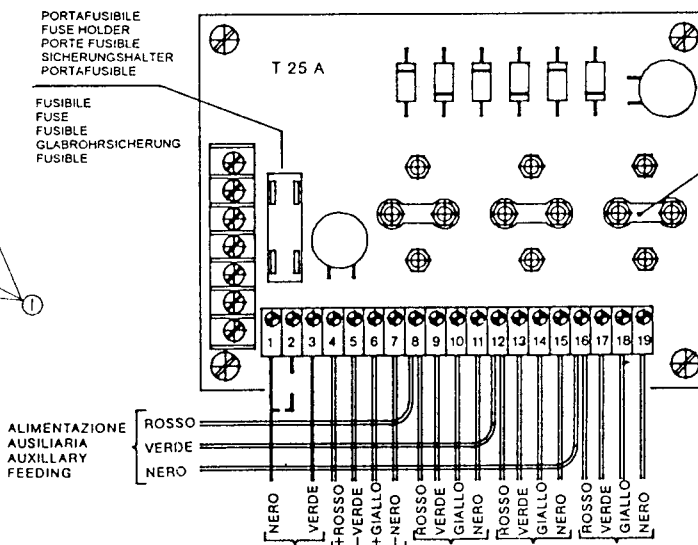 PORTAFUSIBILE
FUSE HOLDER
PORTE FUSIBLE
SICHERUNGSHALTER
PORTAFUSIBLE
T 25 A
FUSIBILE
FUSE
FUSIBLE
GLABROHRSICHERUNG
FUSIBLE
1
1 2 3 4 5 6 7 8 9 10 11 12 13 14 15 16 17 18 19
ALIMENTAZIONE
AUSILIARIA
AUXILLARY
FEEDING
ROSSO
VERDE
NERO
NERO
VERDE
+ROSSO
-VERDE
+GIALLO
-NERO
ROSSO
VERDE
GIALLO
NERO
ROSSO
VERDE
GIALLO
NERO
ROSSO
VERDE
GIALLO
NERO